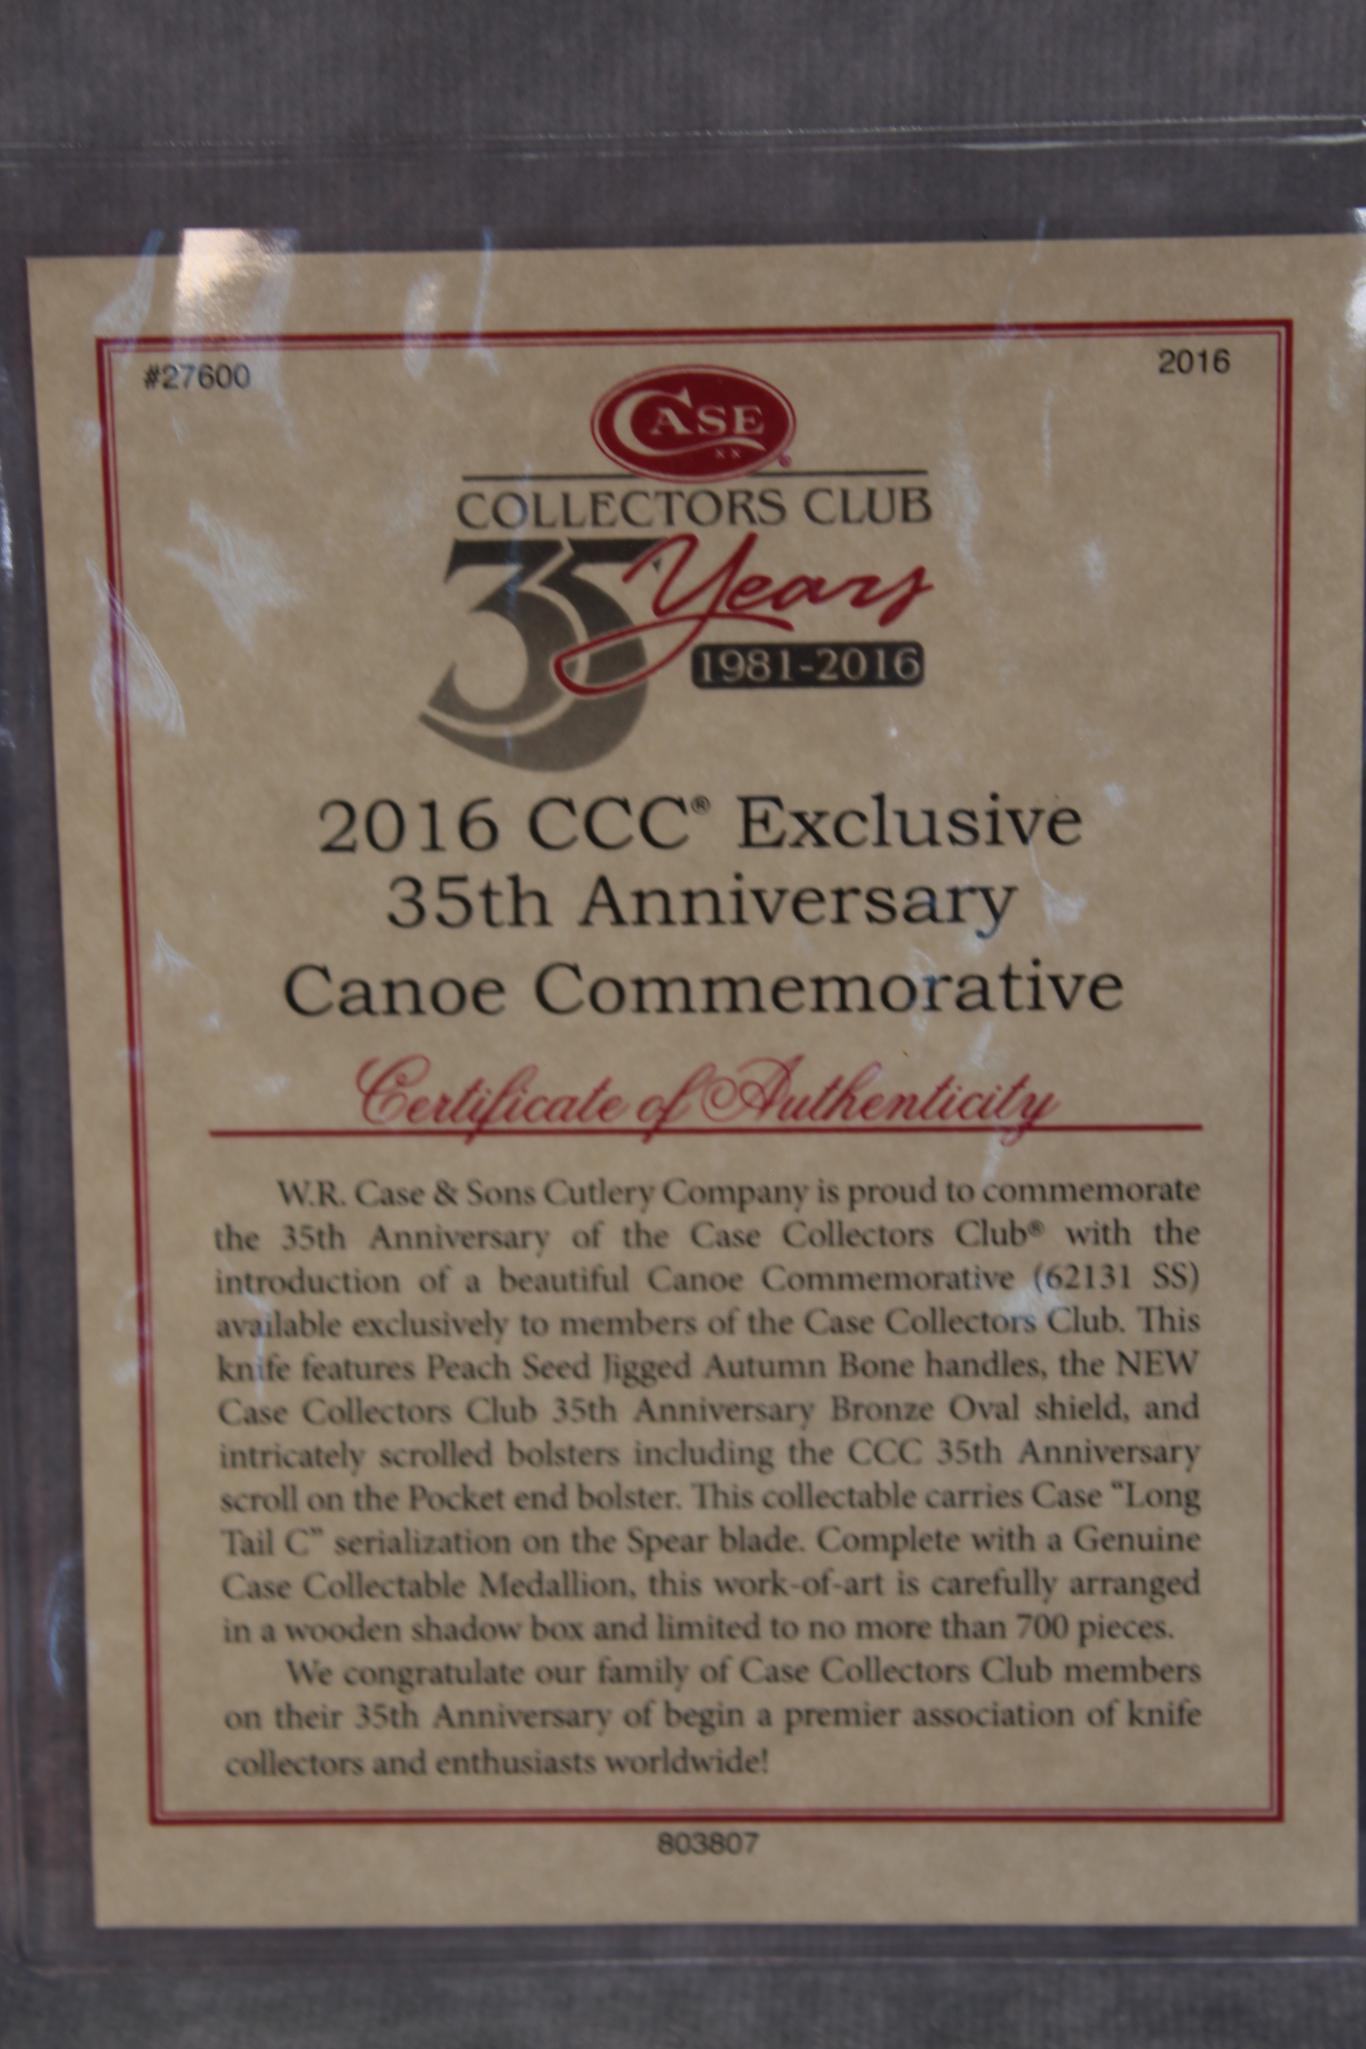 #27600
2016
CASE
XX
COLLECTORS CLUB
35 Years
1981-2016
2016 CCC® Exclusive
35th Anniversary
Canoe Commemorative
Certificate of Authenticity
W.R. Case & Sons Cutlery Company is proud to commemorate
the 35th Anniversary of the Case Collectors Club® with the
introduction of a beautiful Canoe Commemorative (62131 SS)
available exclusively to members of the Case Collectors Club. This
knife features Peach Seed Jigged Autumn Bone handles, the NEW
Case Collectors Club 35th Anniversary Bronze Oval shield, and
intricately scrolled bolsters including the CCC 35th Anniversary
scroll on the Pocket end bolster. This collectable carries Case “Long
Tail C” serialization on the Spear blade. Complete with a Genuine
Case Collectable Medallion, this work-of-art is carefully arranged
in a wooden shadow box and limited to no more than 700 pieces.
We congratulate our family of Case Collectors Club members
on their 35th Anniversary of begin a premier association of knife
collectors and enthusiasts worldwide!
803807